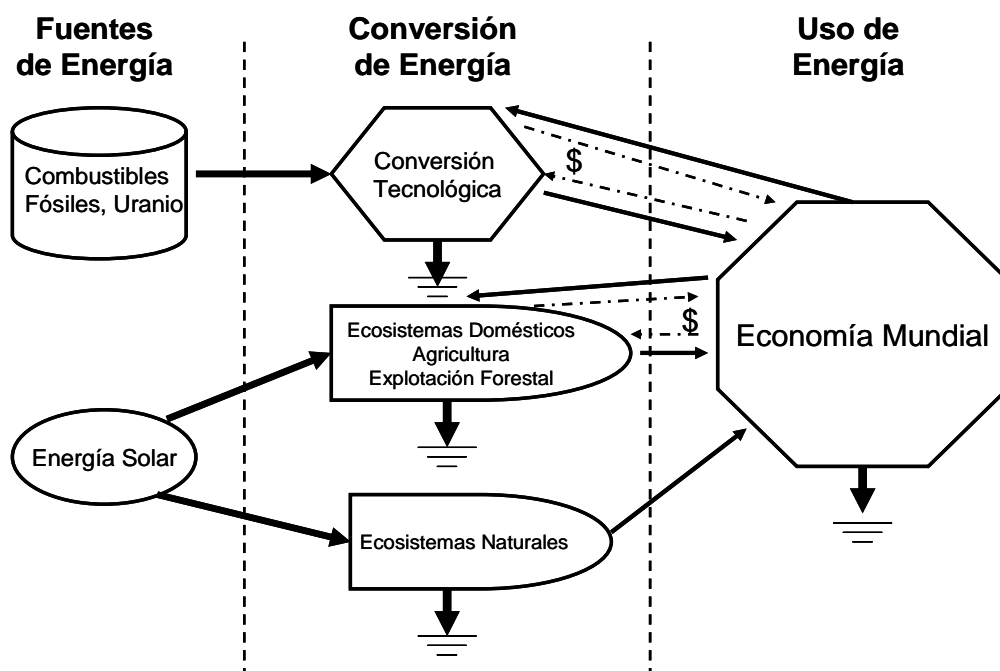 Fuentes
de Energía
Conversión
de Energía
Uso de
Energía
Combustibles
Fósiles, Uranio
Conversión
Tecnológica
$
Ecosistemas Domésticos
Agricultura
Explotación Forestal
$
Economía Mundial
Energía Solar
Ecosistemas Naturales